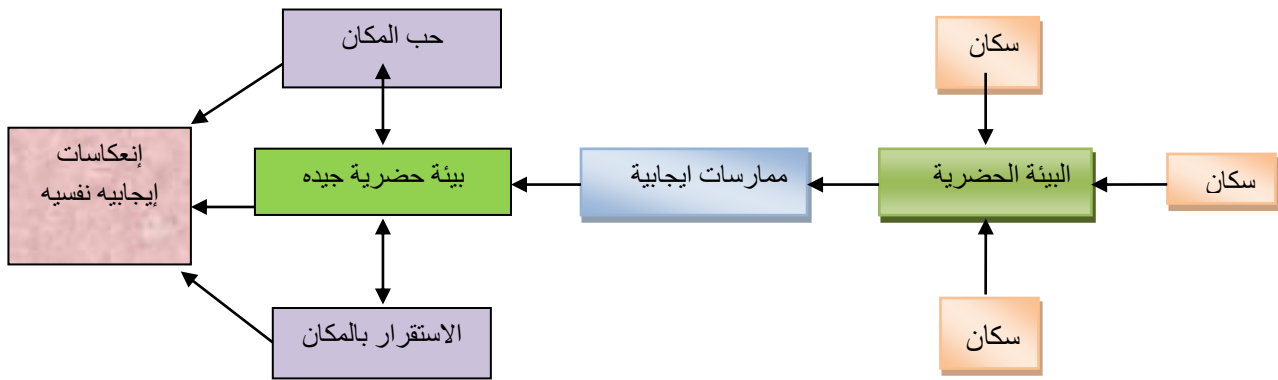 سكان
سكان
البيئة الحضرية
سكان
ممارسات ايجابية
حب المكان
بيئة حضرية جيده
الاستقرار بالمكان
إنعكاسات
إيجابيه نفسيه